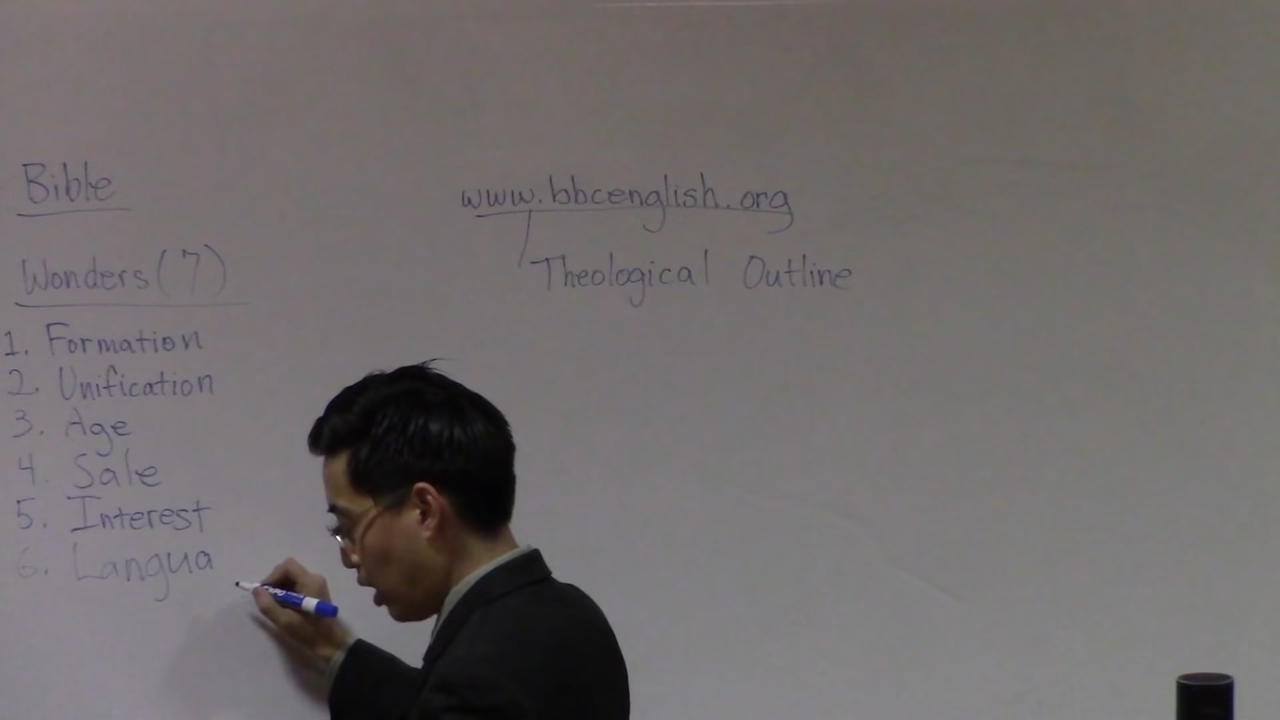 Bible
www.bbcenglish.org
Wonders (7)
Theological Outline
1. Formation
2. Unification
3. Age
4. Sale
5. Interest
6. Langua